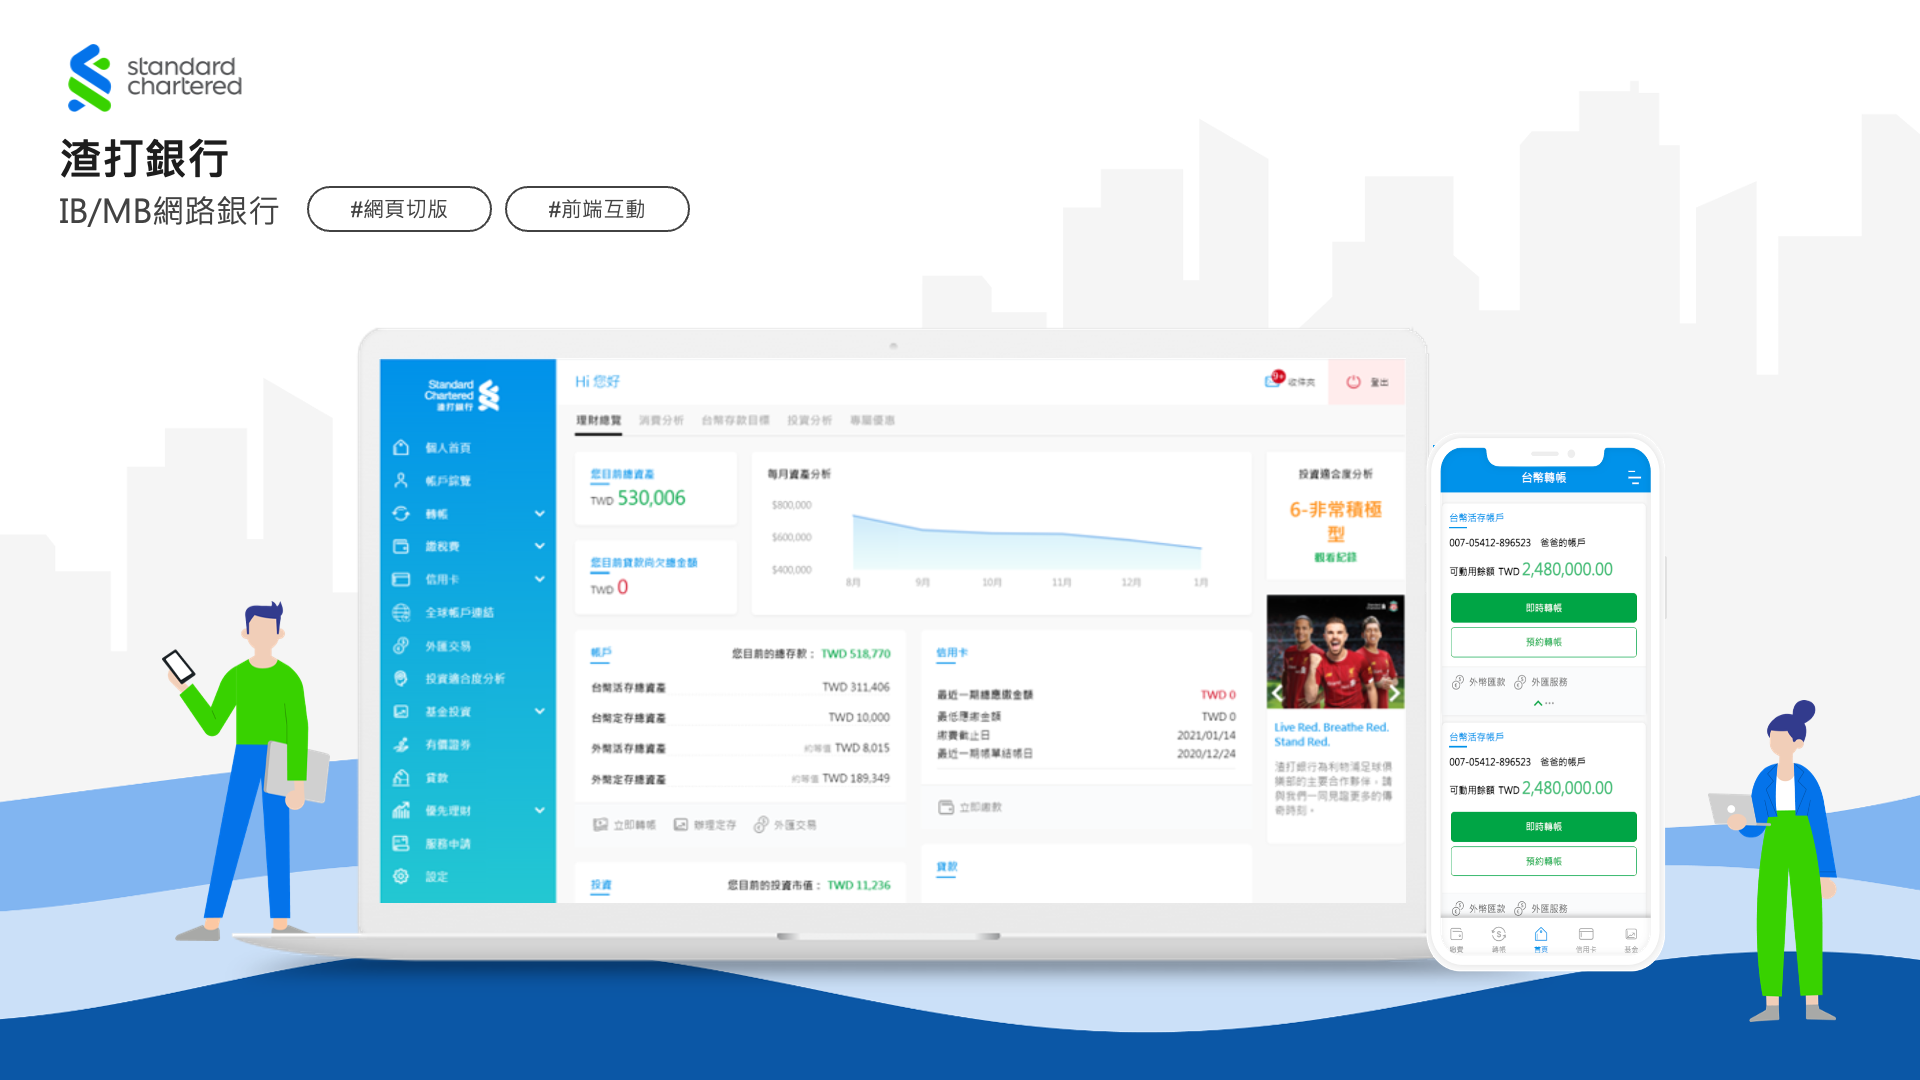 standard
chartered
渣打銀行
IB/MB網路銀行
#網頁切版
#前端互動
Standard
Chartered
渣打銀行
個人首頁
帳戶綜覽
轉帳
繳稅費
信用卡
全球帳戶連結
外匯交易
投資適合度分析
基金投資
有價證券
貸款
優先理財
服務申請
設定
Hi 您好
9+ 收件夾
登出
理財總覽 消費分析 台幣存款目標 投資分析 專屬優惠
您目前總資產
TWD 530,006
您目前貸款尚欠總金額
TWD 0
每月資產分析
$800,000
$600,000
$400,000
8月 9月 10月 11月 12月 1月
投資適合度分析
6-非常積極
型
觀看紀錄
帳戶
您目前的總存款： TWD 518,770
台幣活存總資產 TWD 311,406
台幣定存總資產 TWD 10,000
外幣活存總資產 約等值 TWD 8,015
外幣定存總資產 約等值 TWD 189,349
立即轉帳 辦理定存 外匯交易
投資
您目前的投資市值： TWD 11,236
信用卡
最近一期總應繳金額 TWD 0
最低應繳金額 TWD 0
繳費截止日 2021/01/14
最近一期帳單結帳日 2020/12/24
立即繳款
貸款
Live Red. Breathe Red.
Stand Red.
渣打銀行為利物浦足球俱
樂部的主要合作夥伴，請
與我們一同見證更多的傳
奇時刻。
台幣轉帳
台幣活存帳戶
007-05412-896523 爸爸的帳戶
可動用餘額 TWD 2,480,000.00
即時轉帳
預約轉帳
外幣匯款 外匯服務
台幣活存帳戶
007-05412-896523 爸爸的帳戶
可動用餘額 TWD 2,480,000.00
即時轉帳
預約轉帳
外幣匯款 外匯服務
繳費 轉帳 首頁 信用卡 基金